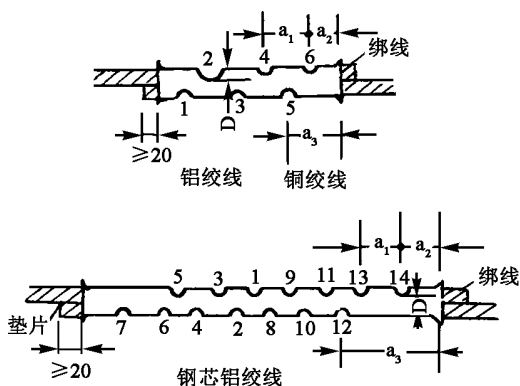 a₁ a₂
2 4 6 绑线
D
1 3 5
≥20 a₃
铝绞线 铜绞线
a₁ a₂
5 3 1 9 11 13 14 绑线
D
垫片 7 6 4 2 8 10 12
≥20 a₃
钢芯铝绞线